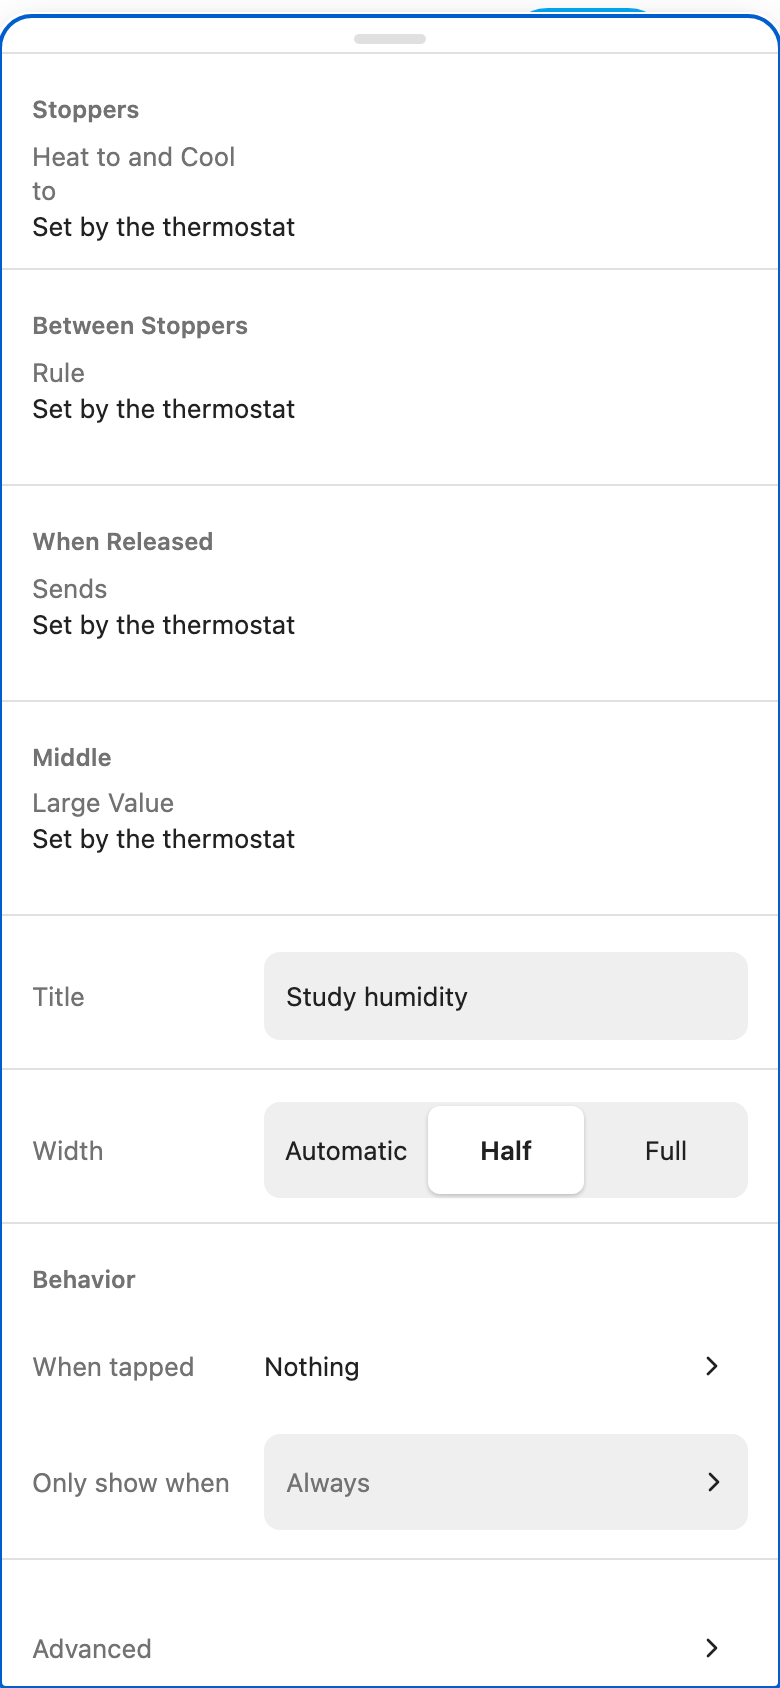 Stoppers
Heat to and Cool
to
Set by the thermostat
Between Stoppers
Rule
Set by the thermostat
When Released
Sends
Set by the thermostat
Middle
Large Value
Set by the thermostat
Title
Study humidity
Width
Automatic
Half
Full
Behavior
When tapped
Nothing
Only show when
Always
Advanced